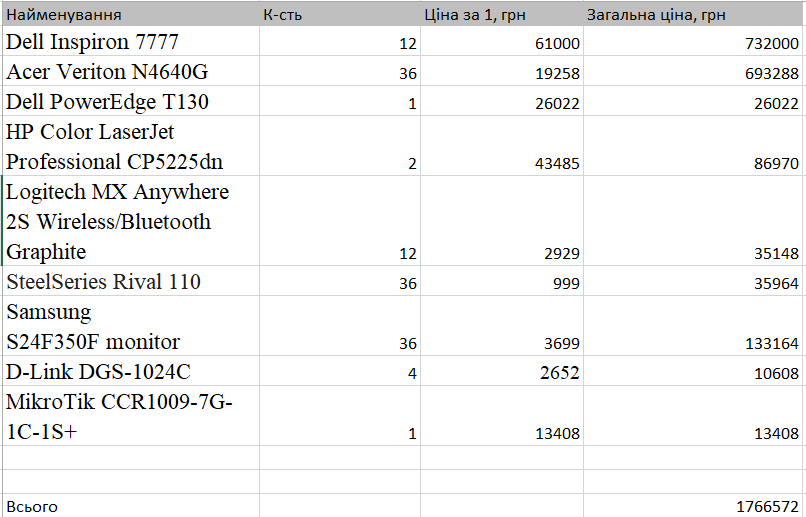 Найменування К-сть Ціна за 1, грн Загальна ціна, грн
Dell Inspiron 7777 12 61000 732000
Acer Veriton N4640G 36 19258 693288
Dell PowerEdge T130 1 26022 26022
HP Color LaserJet
Professional CP5225dn 2 43485 86970
Logitech MX Anywhere
2S Wireless/Bluetooth
Graphite 12 2929 35148
SteelSeries Rival 110 36 999 35964
Samsung
S24F350F monitor 36 3699 133164
D-Link DGS-1024C 4 2652 10608
MikroTik CCR1009-7G-
1C-1S+ 1 13408 13408
Всього 1766572